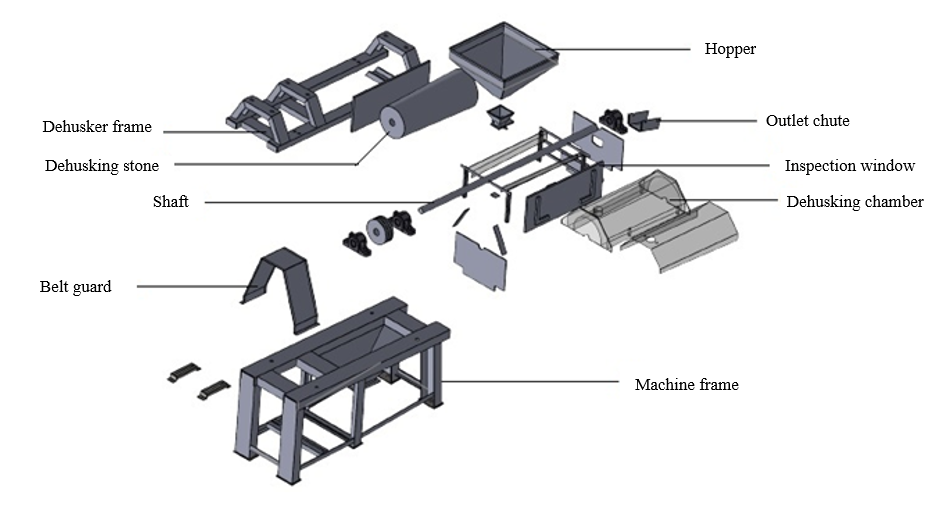 Hopper
Outlet chute
Dehusker frame
Dehusking stone
Inspection window
Shaft
Dehusking chamber
Belt guard
Machine frame